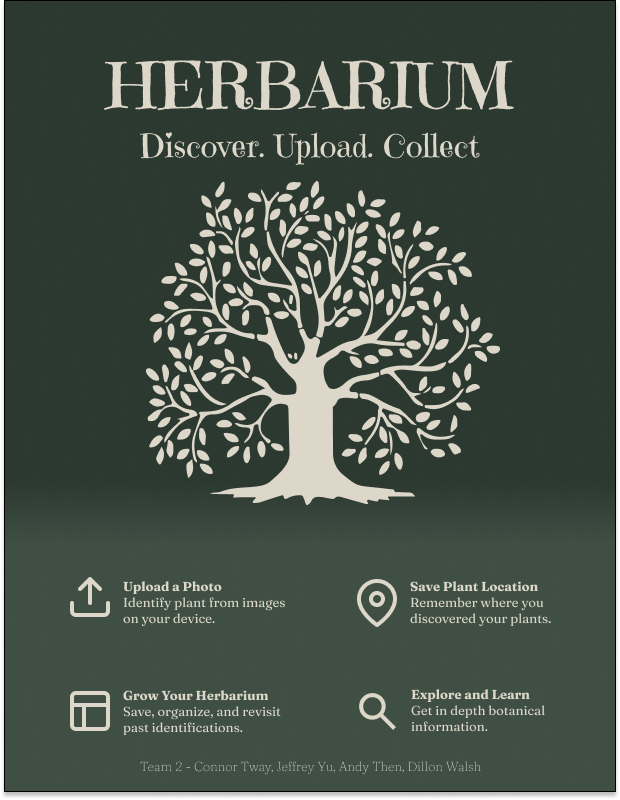 HERBARIUM
Discover. Upload. Collect
Upload a Photo
Identify plant from images
on your device.
Save Plant Location
Remember where you
discovered your plants.
Grow Your Herbarium
Save, organize, and revisit
past identifications.
Explore and Learn
Get in depth botanical
information.
Team 2 - Connor Tway, Jeffrey Yu, Andy Then, Dillon Walsh